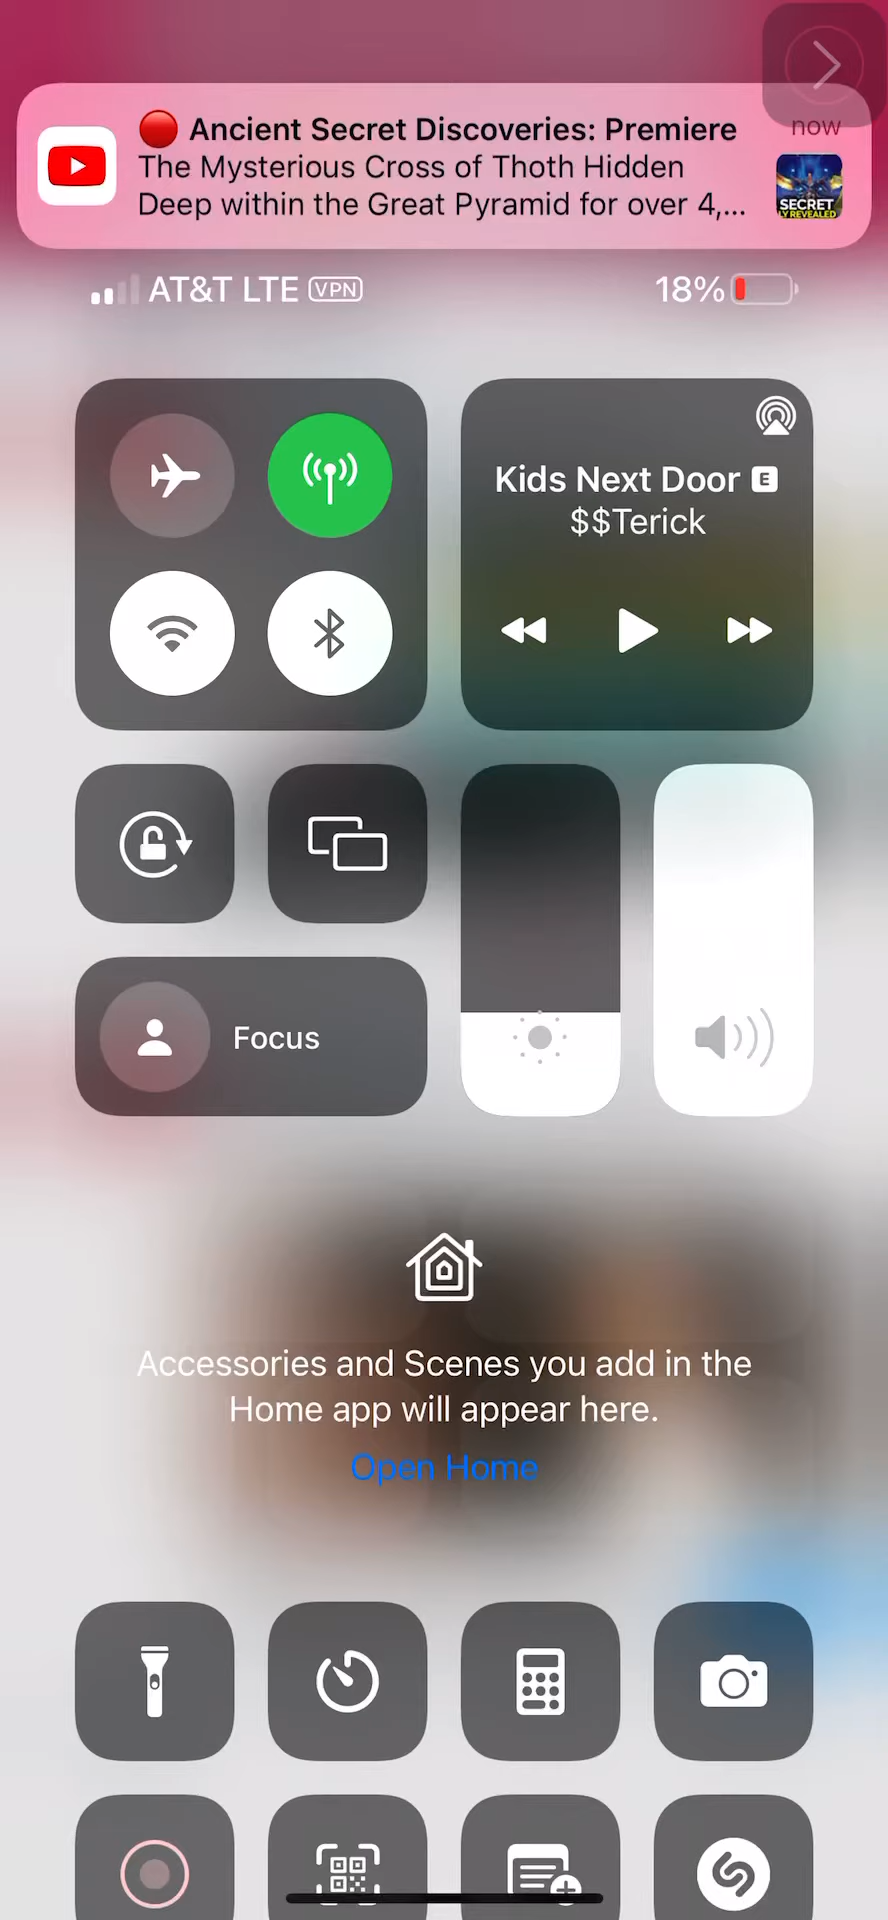 🔴 Ancient Secret Discoveries: Premiere
now
The Mysterious Cross of Thoth Hidden
Deep within the Great Pyramid for over 4,...
SECRET
LY REVEALED
AT&T LTE VPN
18%
Kids Next Door E
$$Terick
Focus
Accessories and Scenes you add in the
Home app will appear here.
Open Home